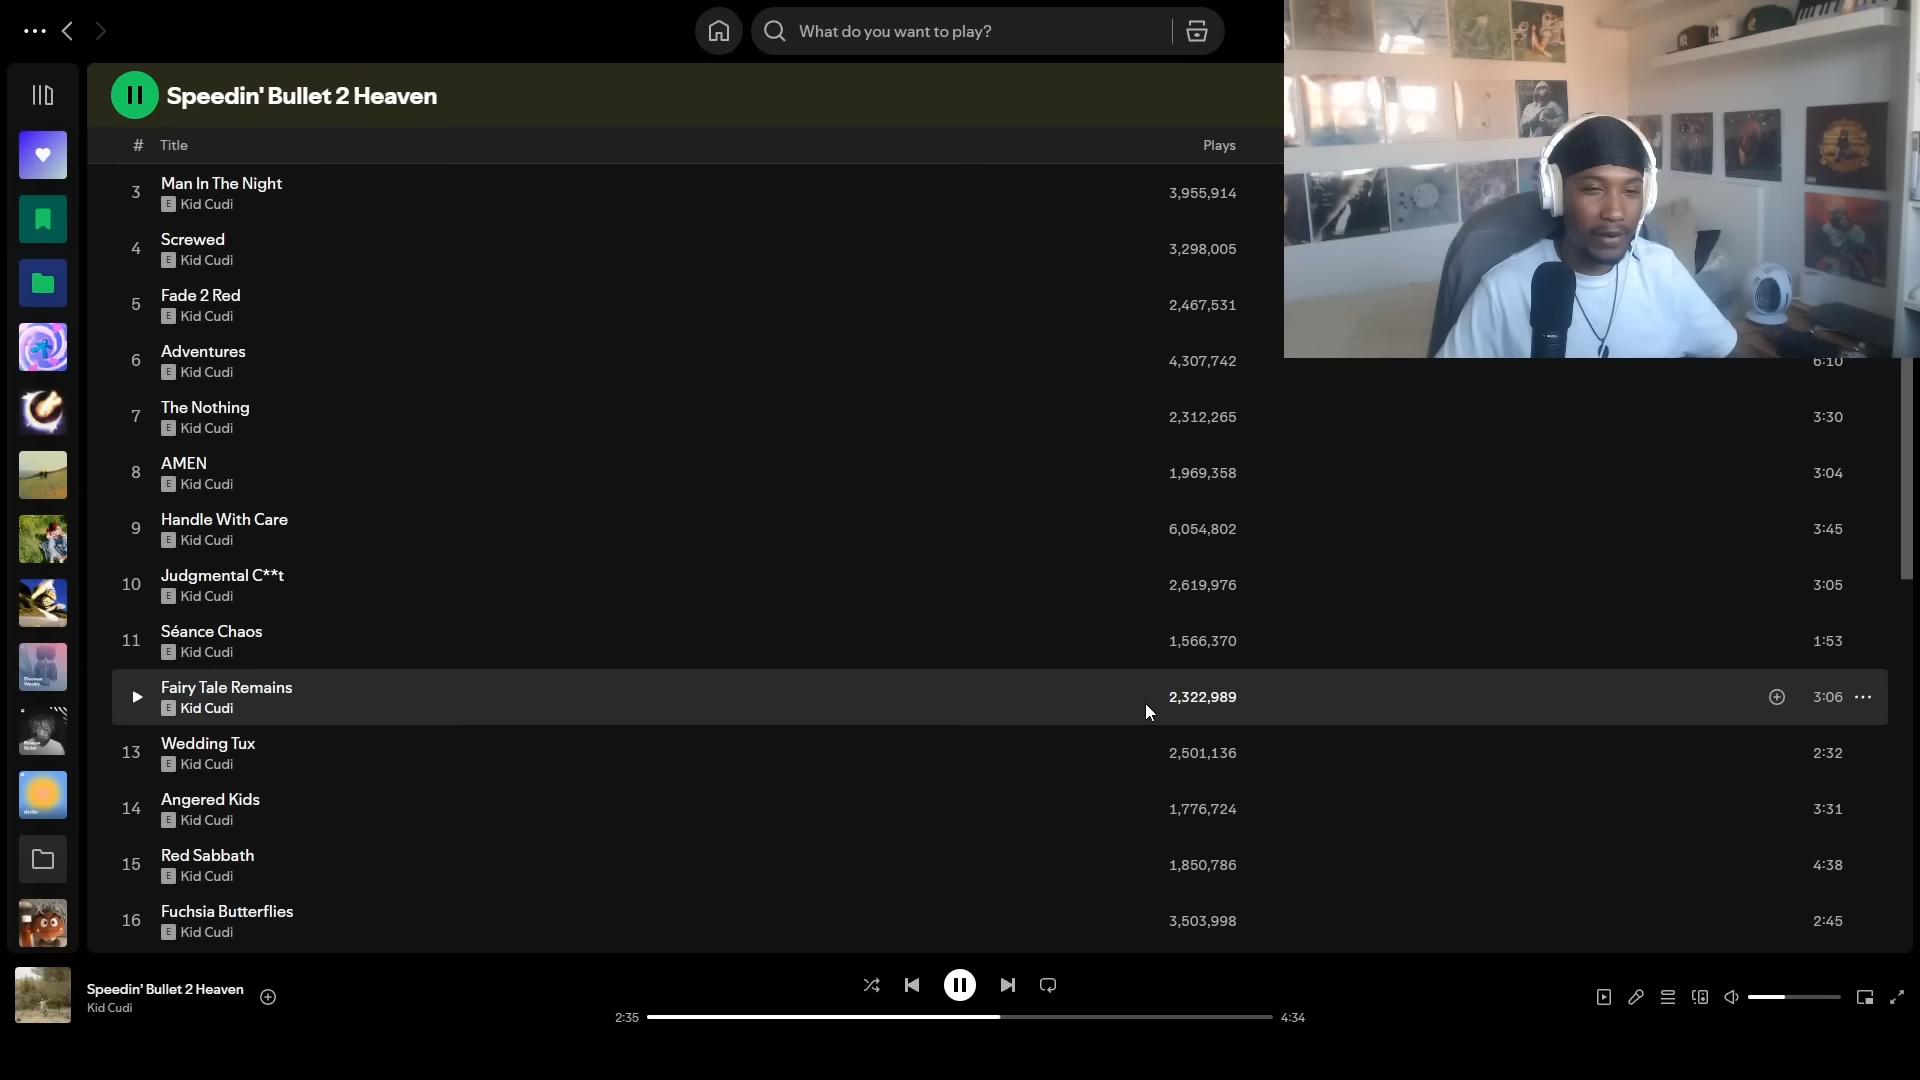 What do you want to play?
Speedin' Bullet 2 Heaven
# Title Plays
3 Man In The Night 3,955,914
E Kid Cudi
4 Screwed 3,298,005
E Kid Cudi
5 Fade 2 Red 2,467,531
E Kid Cudi
6 Adventures 4,307,742 6:10
E Kid Cudi
7 The Nothing 2,312,265 3:30
E Kid Cudi
8 AMEN 1,969,358 3:04
E Kid Cudi
9 Handle With Care 6,054,802 3:45
E Kid Cudi
10 Judgmental C**t 2,619,976 3:05
E Kid Cudi
11 Séance Chaos 1,566,370 1:53
E Kid Cudi
Fairy Tale Remains 2,322,989 3:06
E Kid Cudi
13 Wedding Tux 2,501,136 2:32
E Kid Cudi
14 Angered Kids 1,776,724 3:31
E Kid Cudi
15 Red Sabbath 1,850,786 4:38
E Kid Cudi
16 Fuchsia Butterflies 3,503,998 2:45
E Kid Cudi
Speedin' Bullet 2 Heaven
Kid Cudi
2:35 4:34